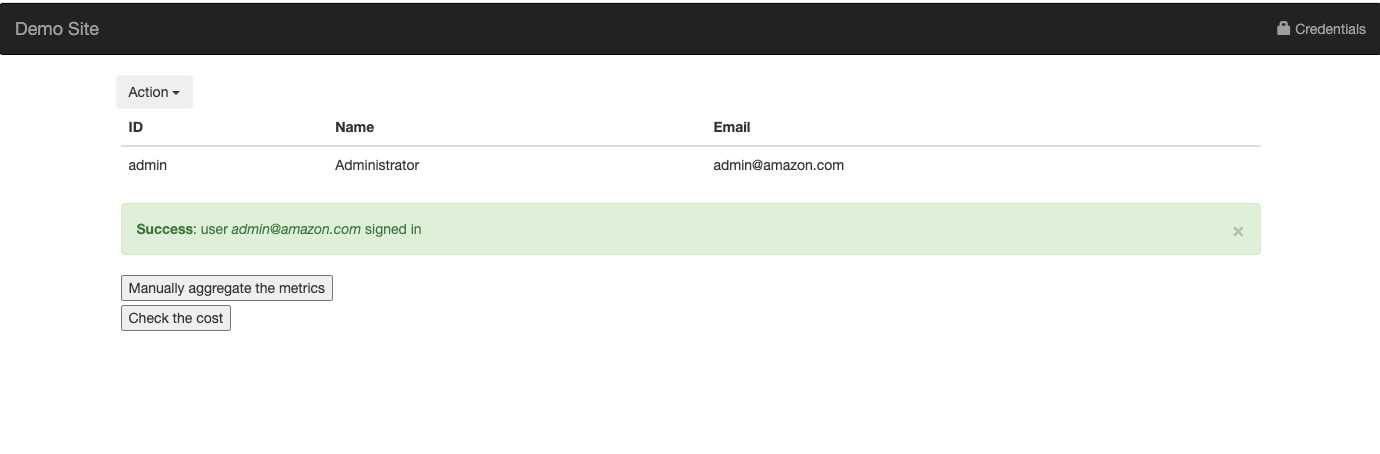 Demo Site Credentials
Action
ID Name Email
admin Administrator admin@amazon.com
Success: user admin@amazon.com signed in ×
Manually aggregate the metrics
Check the cost